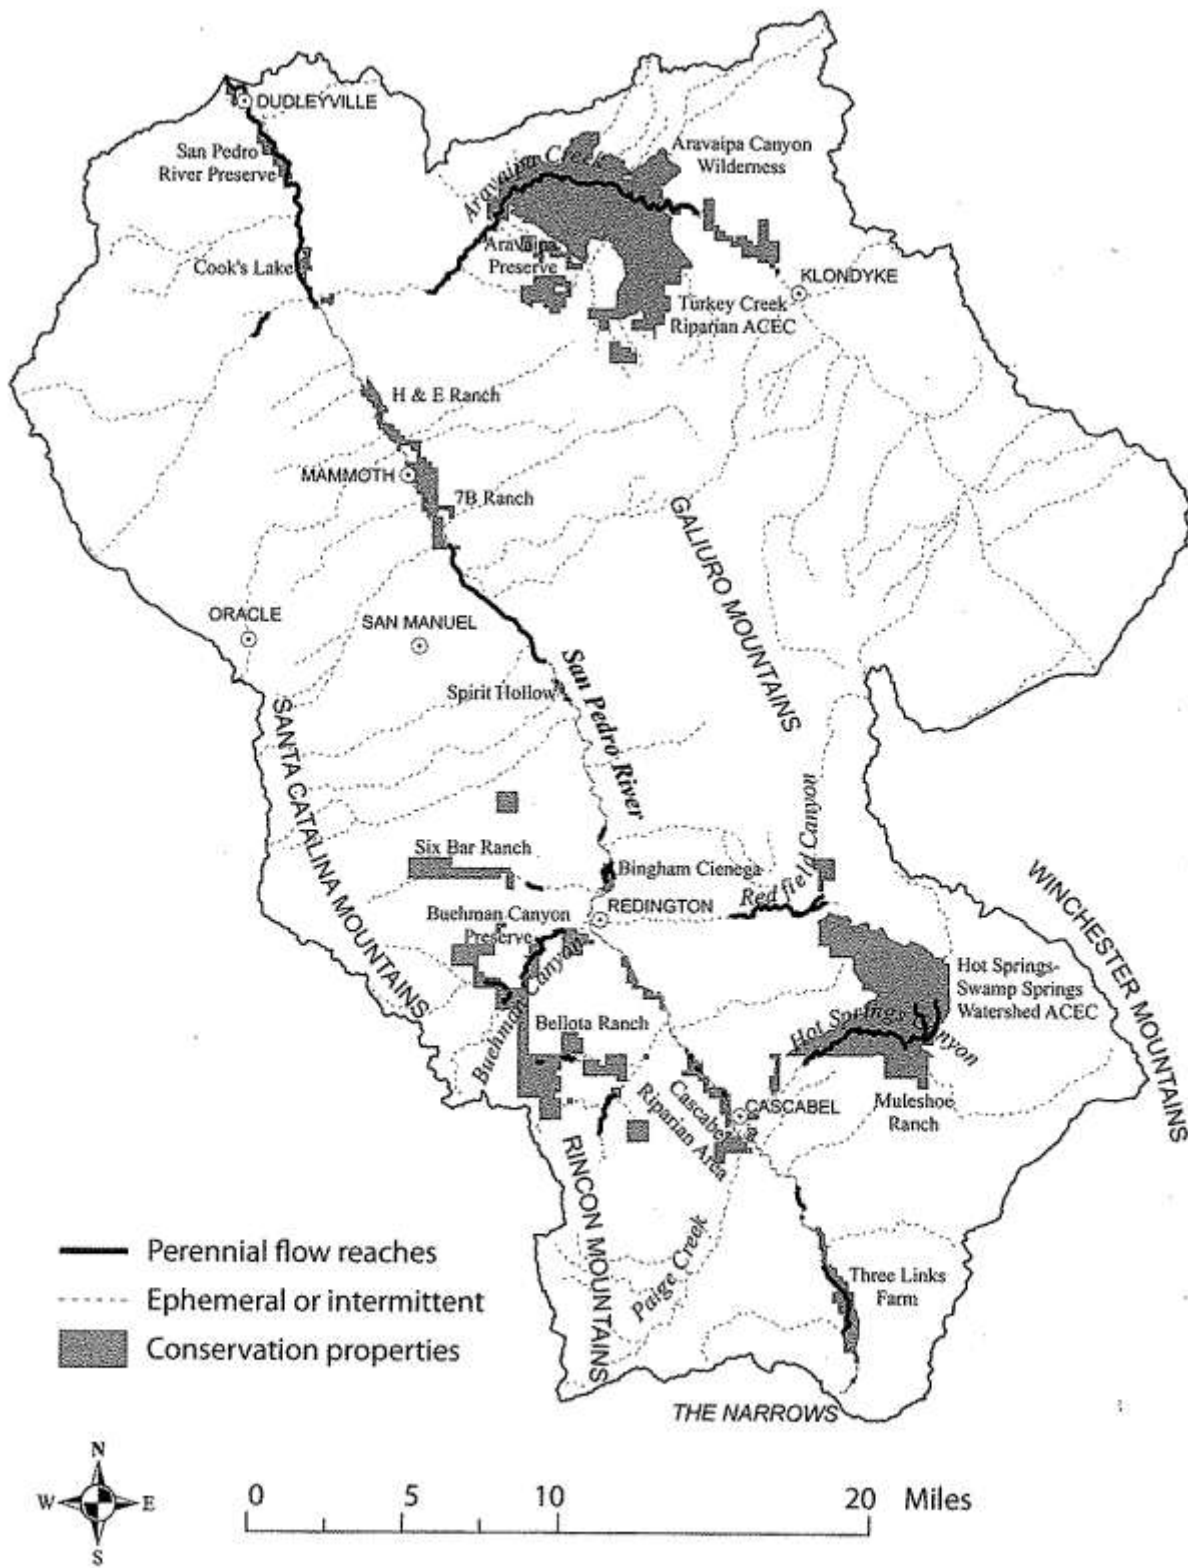 DUDLEYVILLE
San Pedro
River Preserve
Aravaipa Creek
Aravaipa Canyon
Wilderness
Cook's Lake
Aravaipa
Preserve
KLONDYKE
Turkey Creek
Riparian ACEC
H & E Ranch
MAMMOTH
7B Ranch
GALIURO MOUNTAINS
ORACLE
SAN MANUEL
Spirit Hollow
San Pedro River
SANTA CATALINA MOUNTAINS
Six Bar Ranch
Bingham Cienega
Redfield Canyon
REDINGTON
Buehman Canyon
Preserve
WINCHESTER MOUNTAINS
Hot Springs-
Swamp Springs
Watershed ACEC
Buehman Canyon
Bellota Ranch
Hot Springs Canyon
Cascabel
Riparian Area
CASCABEL
Muleshoe
Ranch
RINCON MOUNTAINS
Paige Creek
Three Links
Farm
THE NARROWS
Perennial flow reaches
Ephemeral or intermittent
Conservation properties
N
W E
S
0 5 10 20 Miles